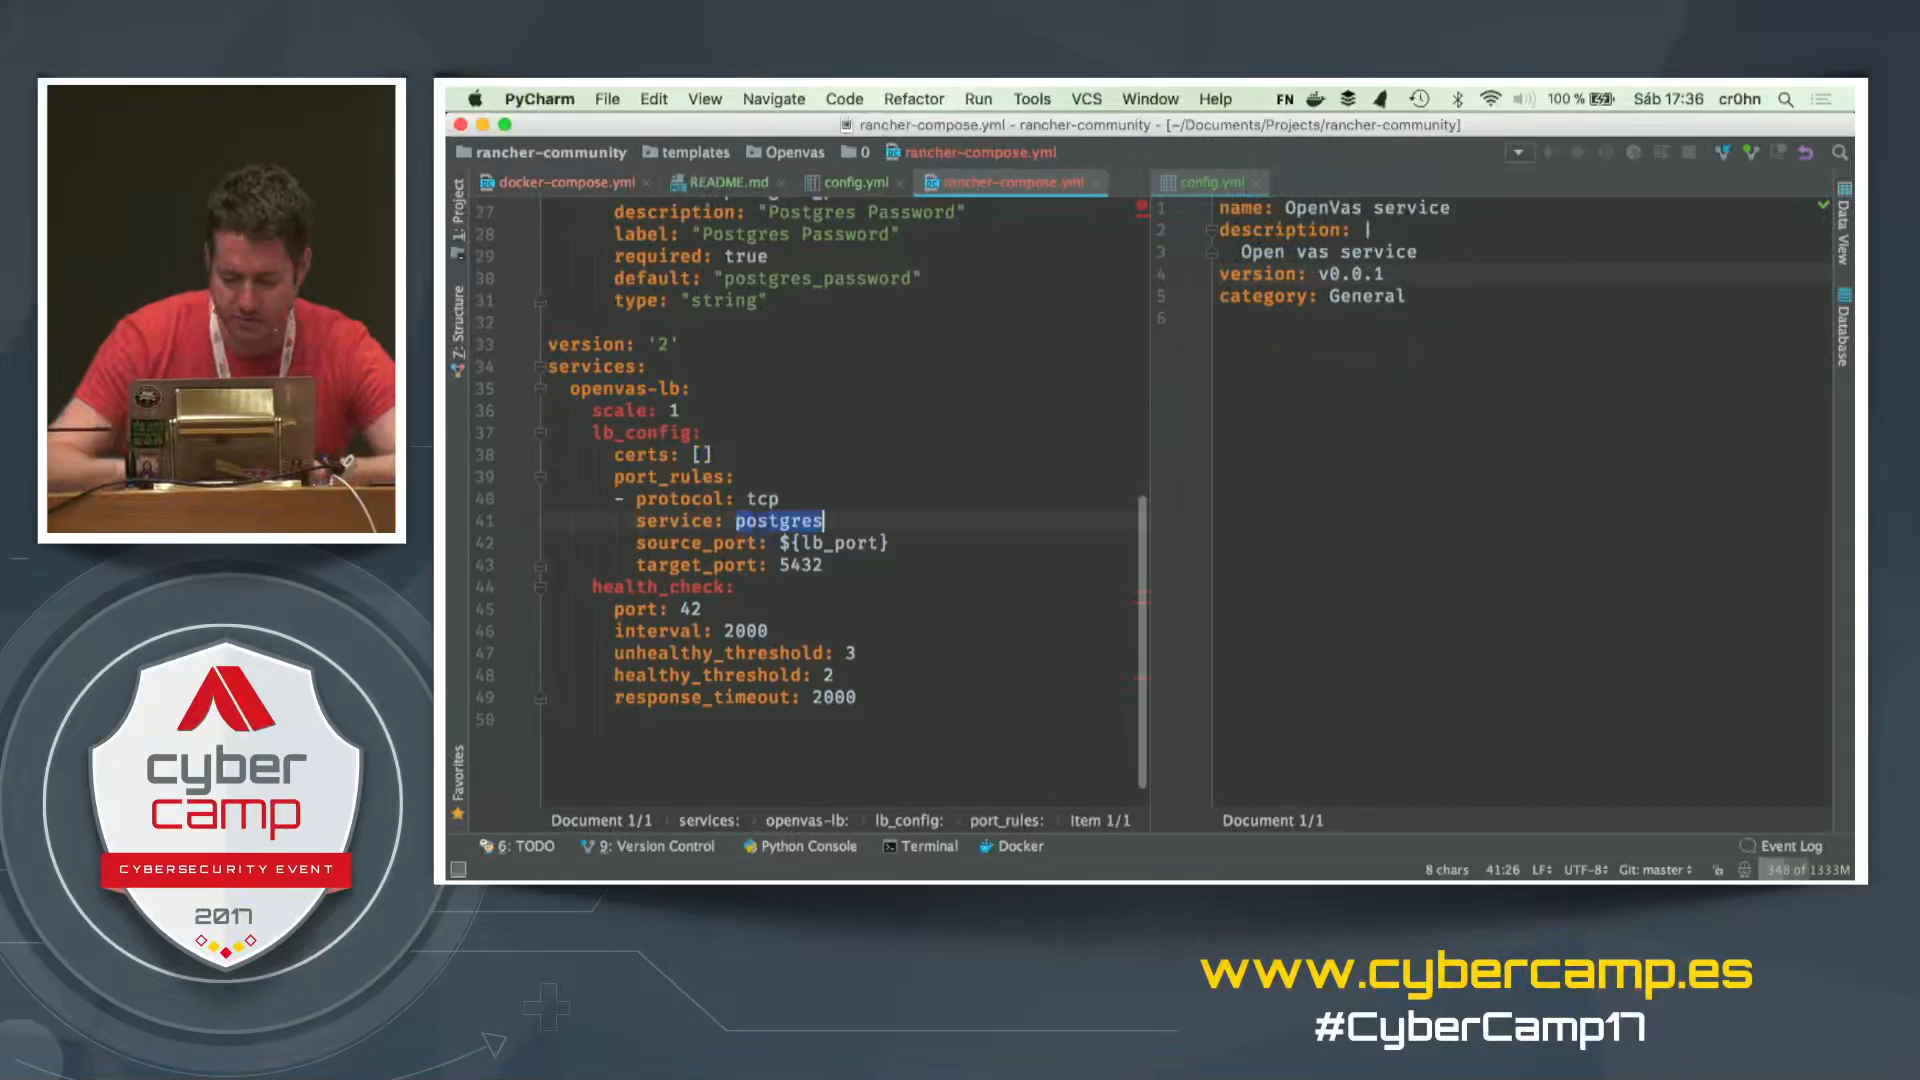 PyCharm File Edit View Navigate Code Refactor Run Tools VCS Window Help FN 100 % Sáb 17:36 cr0hn
rancher-compose.yml - rancher-community - [~/Documents/Projects/rancher-community]
rancher-community templates Openvas 0 rancher-compose.yml
docker-compose.yml README.md config.yml rancher-compose.yml config.yml
1: Project
7: Structure
Favorites
27 description: "Postgres Password"
28 label: "Postgres Password"
29 required: true
30 default: "postgres_password"
31 type: "string"
32
33 version: '2'
34 services:
35 openvas-lb:
36 scale: 1
37 lb_config:
38 certs: []
39 port_rules:
40 - protocol: tcp
41 service: postgres
42 source_port: ${lb_port}
43 target_port: 5432
44 health_check:
45 port: 42
46 interval: 2000
47 unhealthy_threshold: 3
48 healthy_threshold: 2
49 response_timeout: 2000
50
1 name: OpenVas service
2 description: |
3 Open vas service
4 version: v0.0.1
5 category: General
6
Data View
Database
Document 1/1 services: openvas-lb: lb_config: port_rules: Item 1/1 Document 1/1
6: TODO 9: Version Control Python Console Terminal Docker Event Log
8 chars 41:26 LF UTF-8 Git: master 348 of 1333M
cyber
camp
CYBERSECURITY EVENT
2017
www.cybercamp.es
#CyberCamp17